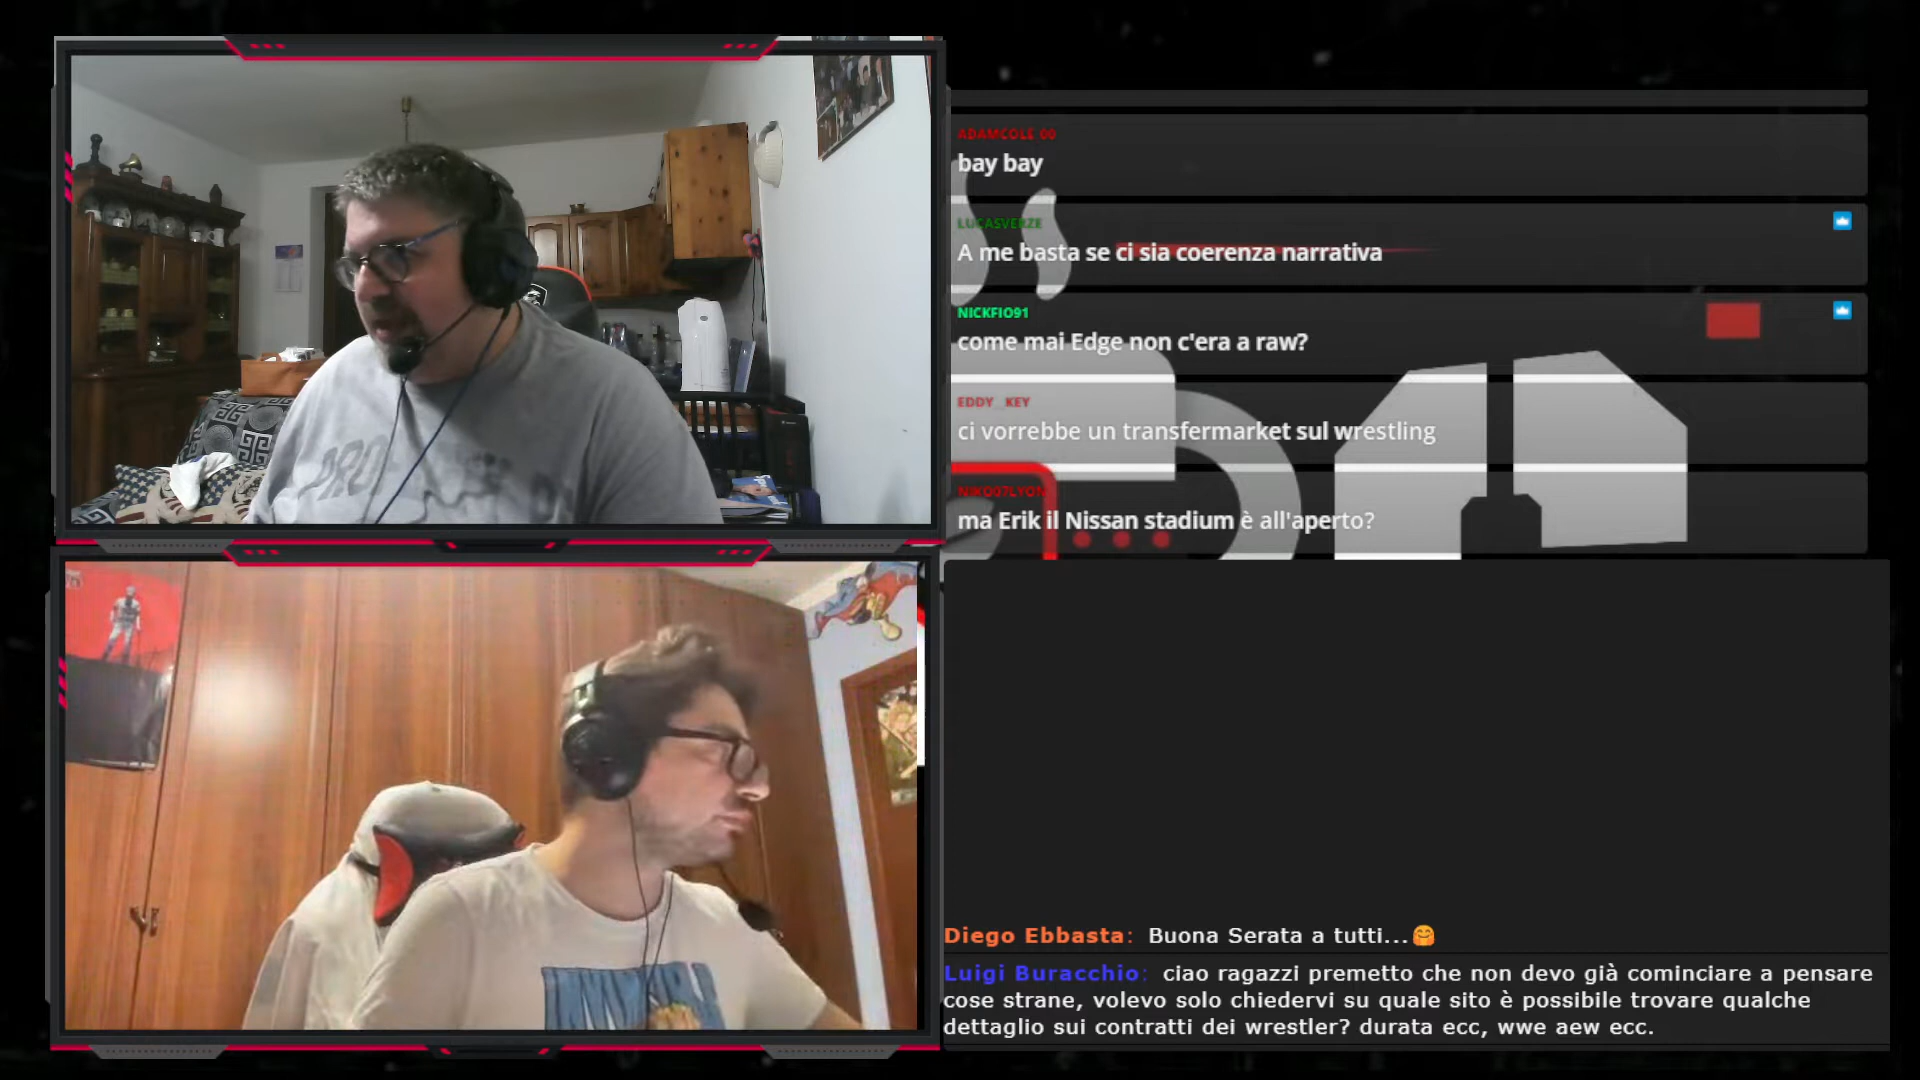 ADAMCOLE 00
bay bay
LUCASVERZE
A me basta se ci sia coerenza narrativa
NICKFIO91
come mai Edge non c'era a raw?
EDDY_KEY
ci vorrebbe un transfermarket sul wrestling
NIKO07LYON
ma Erik il Nissan stadium è all'aperto?
Diego Ebbasta: Buona Serata a tutti...🤗
Luigi Buracchio: ciao ragazzi premetto che non devo già cominciare a pensare
cose strane, volevo solo chiedervi su quale sito è possibile trovare qualche
dettaglio sui contratti dei wrestler? durata ecc, wwe aew ecc.